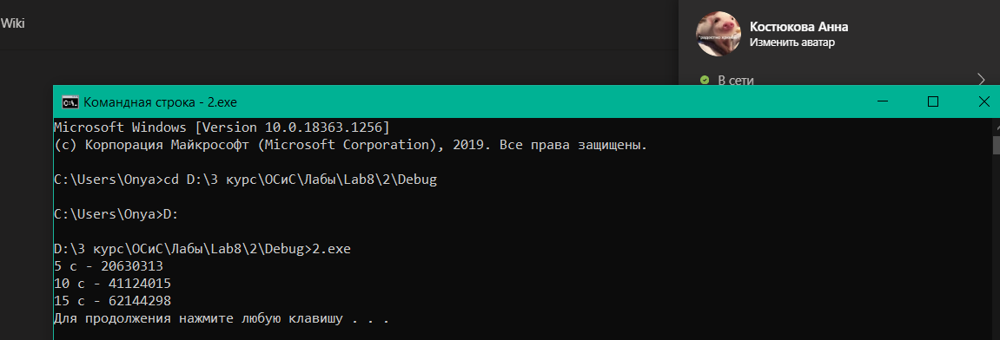 Wiki
Костюкова Анна
Изменить аватар
В сети
Командная строка - 2.exe
Microsoft Windows [Version 10.0.18363.1256]
(c) Корпорация Майкрософт (Microsoft Corporation), 2019. Все права защищены.
C:\Users\Onya>cd D:\3 курс\ОСиС\Лабы\Lab8\2\Debug
C:\Users\Onya>D:
D:\3 курс\ОСиС\Лабы\Lab8\2\Debug>2.exe
5 с - 20630313
10 с - 41124015
15 с - 62144298
Для продолжения нажмите любую клавишу . . .